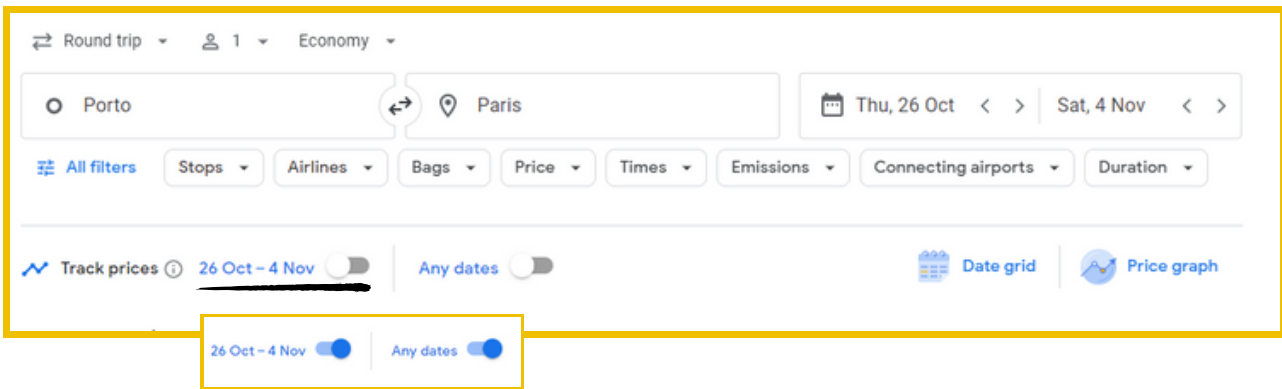 Round trip 1 Economy
Porto Paris Thu, 26 Oct Sat, 4 Nov
All filters Stops Airlines Bags Price Times Emissions Connecting airports Duration
Track prices 26 Oct – 4 Nov Any dates Date grid Price graph
26 Oct – 4 Nov Any dates